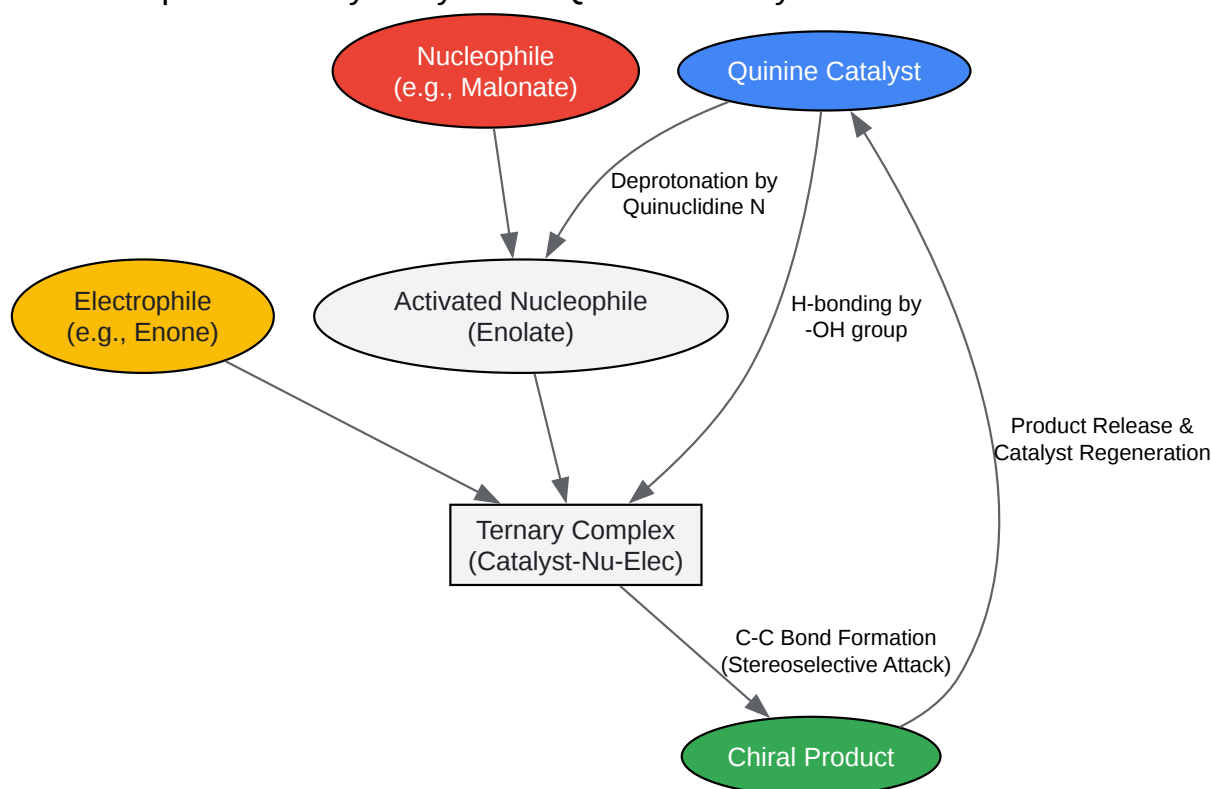 Nucleophile
(e.g., Malonate)
Quinine Catalyst
Deprotonation by
Quinuclidine N
Electrophile
(e.g., Enone)
Activated Nucleophile
(Enolate)
H-bonding by
-OH group
Product Release &
Catalyst Regeneration
Ternary Complex
(Catalyst-Nu-Elec)
C-C Bond Formation
(Stereoselective Attack)
Chiral Product